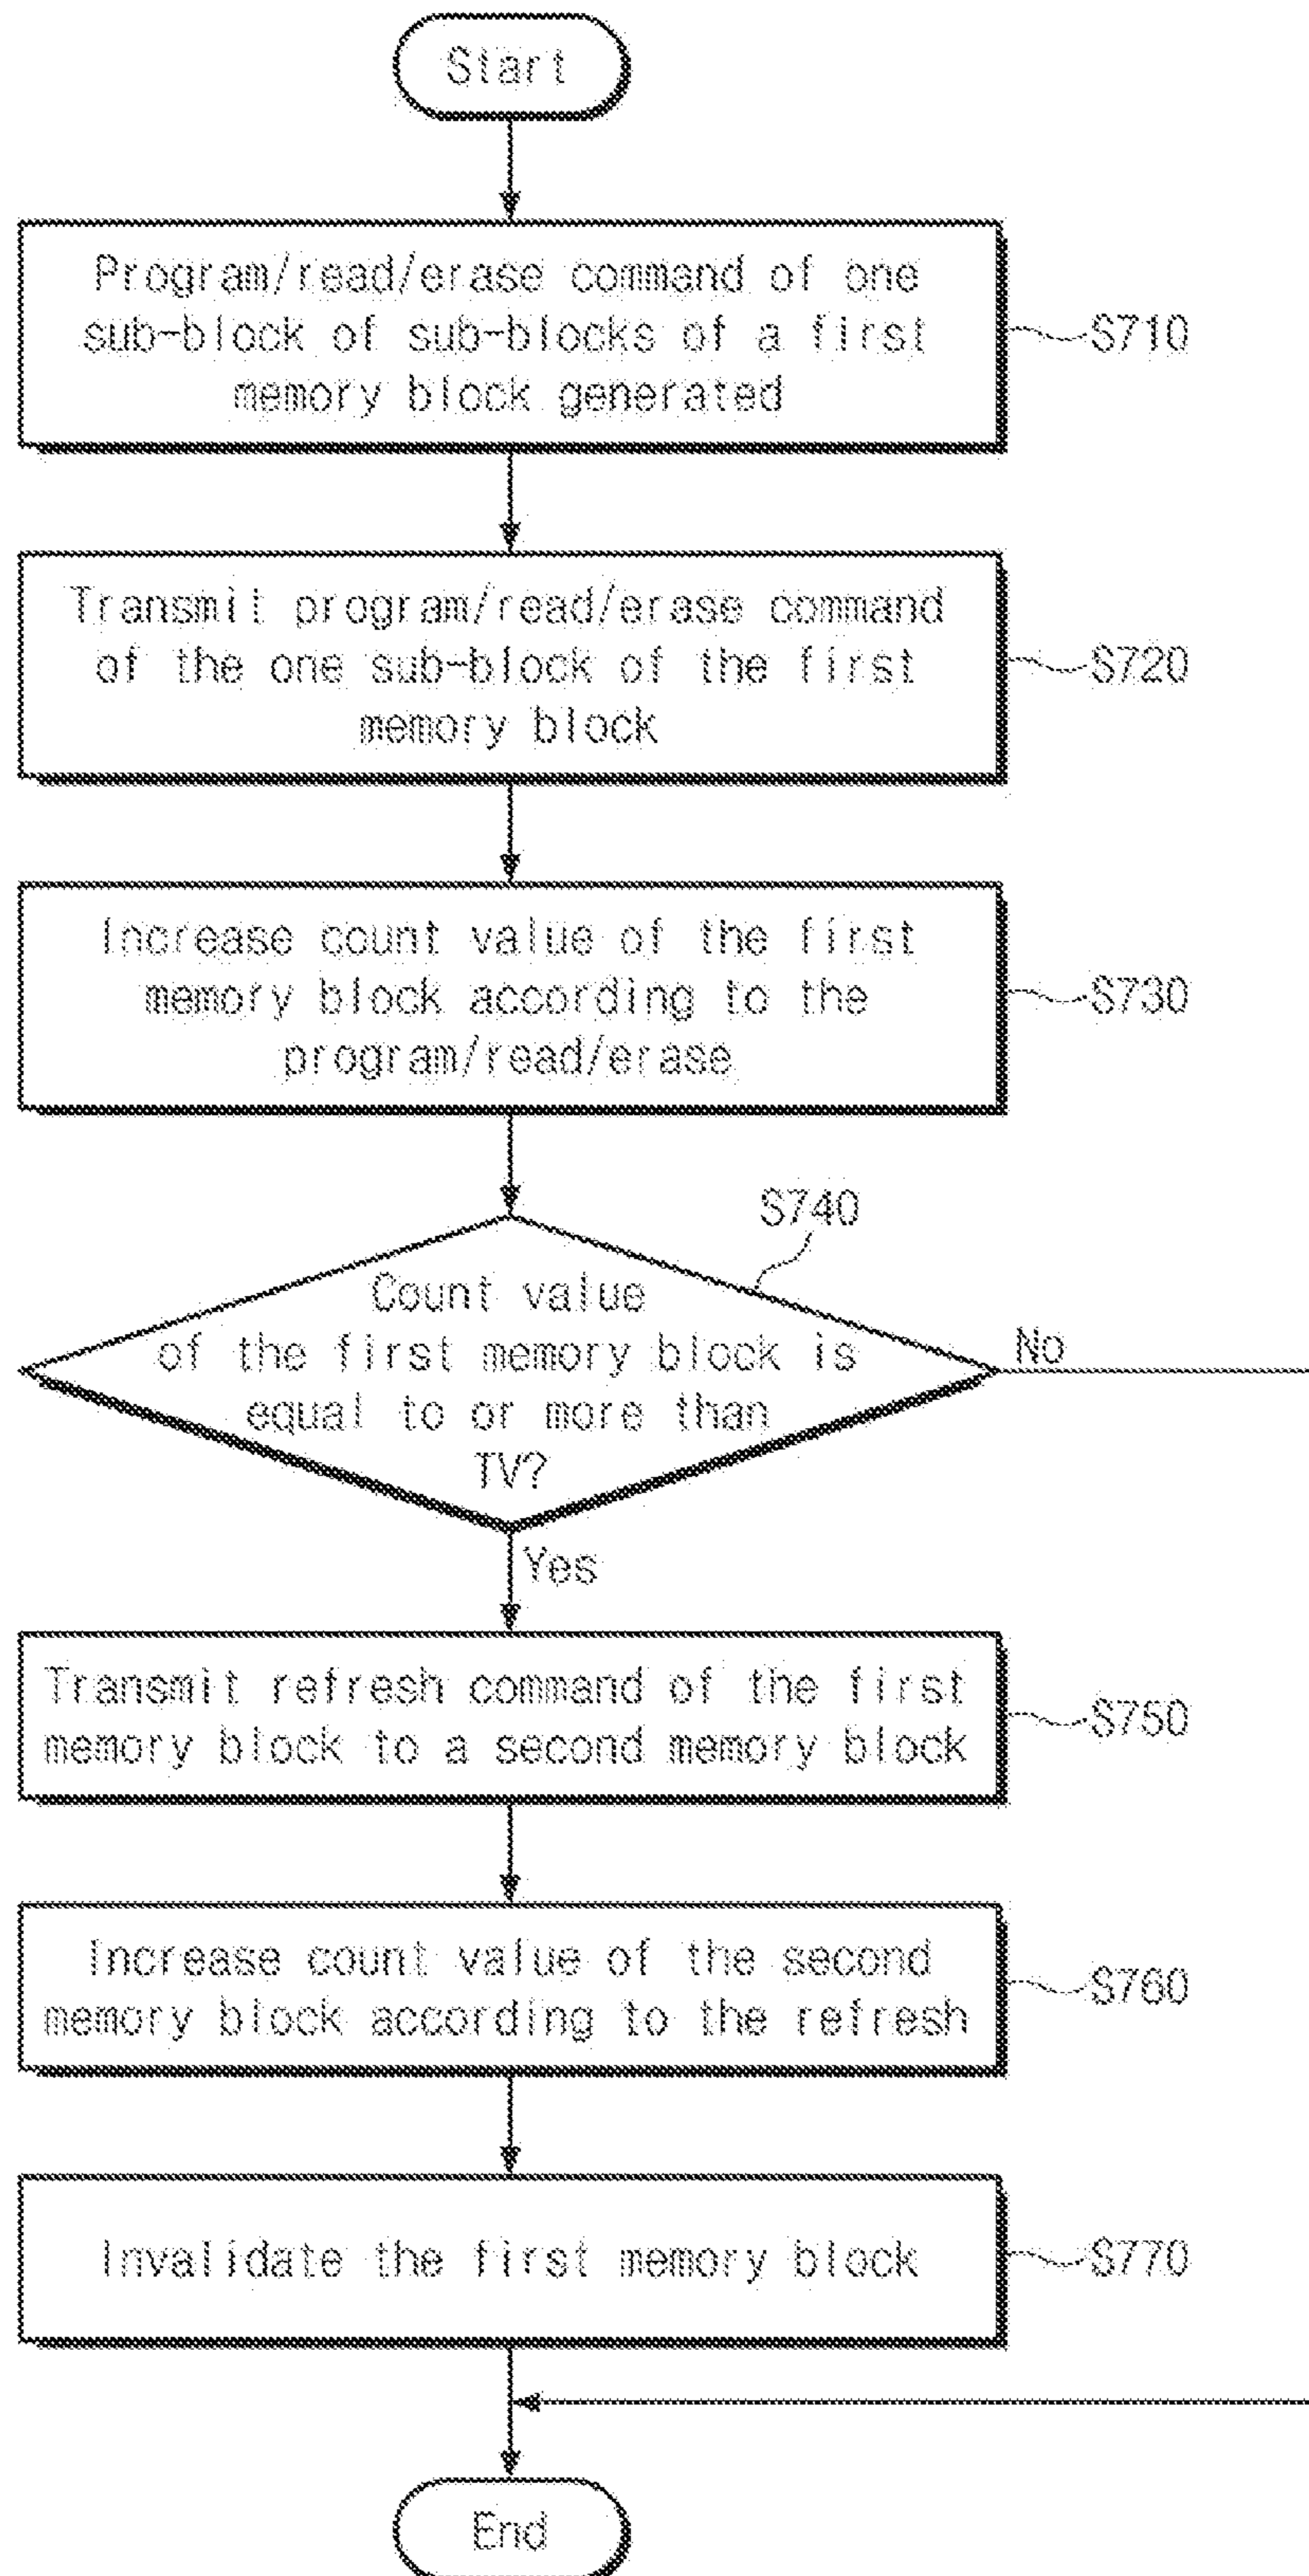 Start
Program/read/erase command of one
sub-block of sub-blocks of a first
memory block generated
S710
Transmit program/read/erase command
of the one sub-block of the first
memory block
S720
Increase count value of the first
memory block according to the
program/read/erase
S730
S740
Count value
of the first memory block is
equal to or more than
TV?
No
Yes
Transmit refresh command of the first
memory block to a second memory block
S750
Increase count value of the second
memory block according to the refresh
S760
Invalidate the first memory block
S770
End